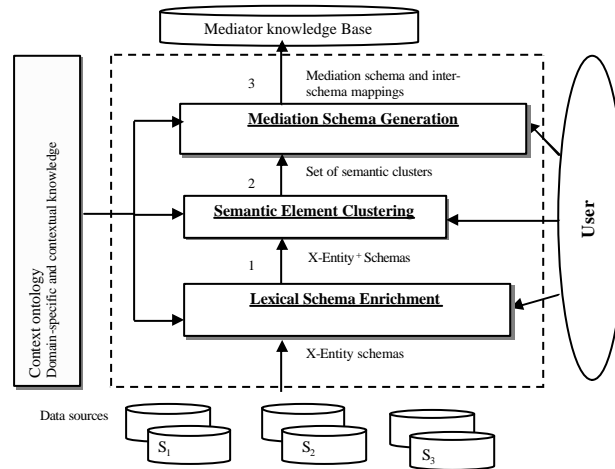 Mediator knowledge Base
3
Mediation schema and inter-
schema mappings
Mediation Schema Generation
2
Set of semantic clusters
Semantic Element Clustering
1
X-Entity⁺ Schemas
Lexical Schema Enrichment
X-Entity schemas
Context ontology
Domain-specific and contextual knowledge
User
Data sources
S₁
S₂
S₃